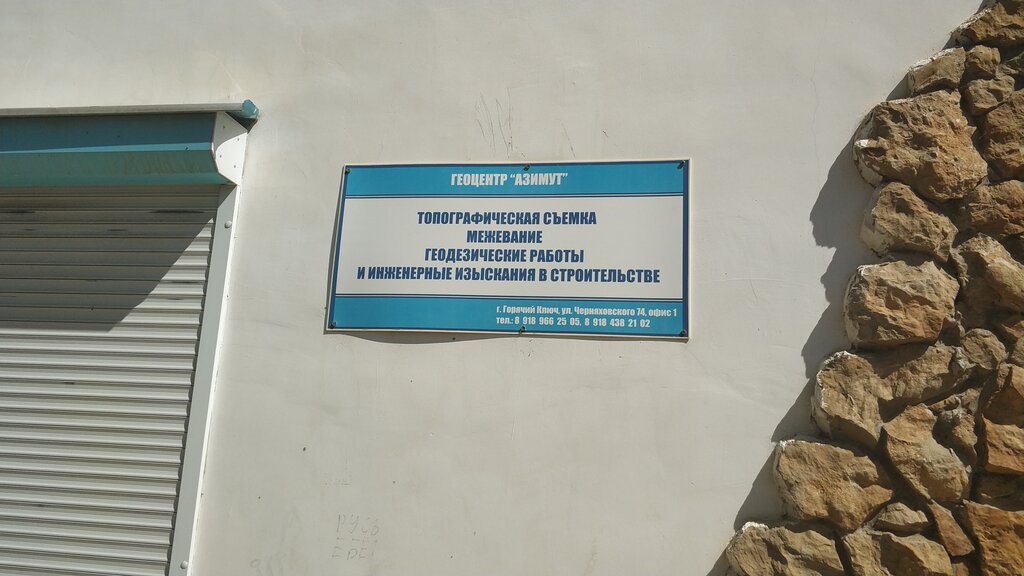 ГЕОЦЕНТР "АЗИМУТ"
ТОПОГРАФИЧЕСКАЯ СЪЕМКА
МЕЖЕВАНИЕ
ГЕОДЕЗИЧЕСКИЕ РАБОТЫ
И ИНЖЕНЕРНЫЕ ИЗЫСКАНИЯ В СТРОИТЕЛЬСТВЕ
г. Горячий Ключ, ул. Черняховского 74, офис 1
тел.: 8 918 966 25 05, 8 918 438 21 02